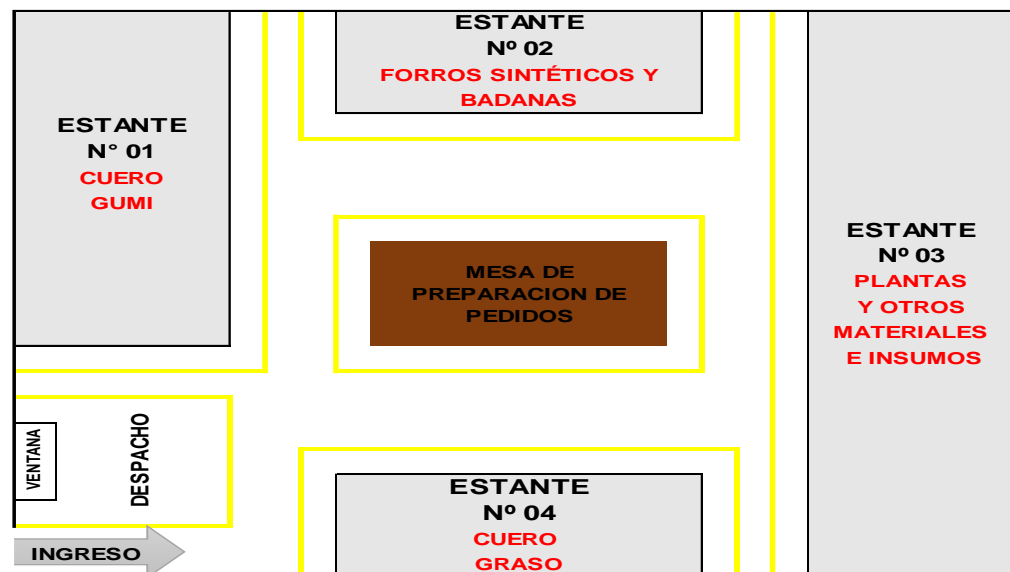 ESTANTE
N° 01
CUERO
GUMI
ESTANTE
Nº 02
FORROS SINTÉTICOS Y
BADANAS
MESA DE
PREPARACION DE
PEDIDOS
ESTANTE
Nº 03
PLANTAS
Y OTROS
MATERIALES
E INSUMOS
VENTANA
DESPACHO
INGRESO
ESTANTE
Nº 04
CUERO
GRASO